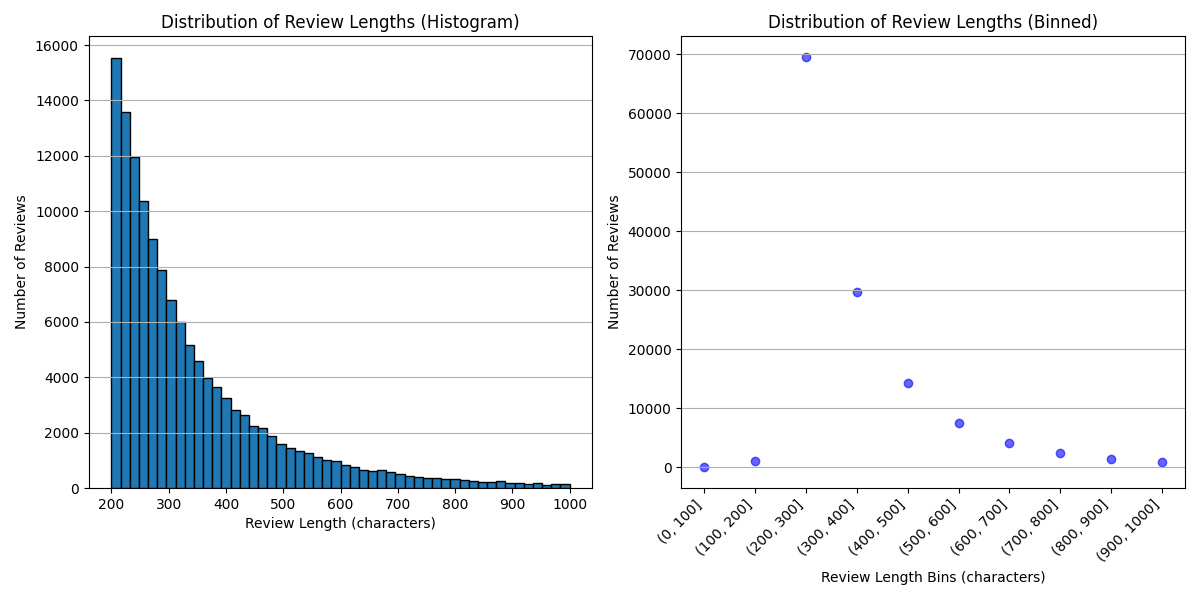 Distribution of Review Lengths (Histogram)
16000
14000
12000
10000
8000
6000
4000
2000
0
Number of Reviews
200 300 400 500 600 700 800 900 1000
Review Length (characters)
Distribution of Review Lengths (Binned)
70000
60000
50000
40000
30000
20000
10000
0
Number of Reviews
(0, 100] (100, 200] (200, 300] (300, 400] (400, 500] (500, 600] (600, 700] (700, 800] (800, 900] (900, 1000]
Review Length Bins (characters)